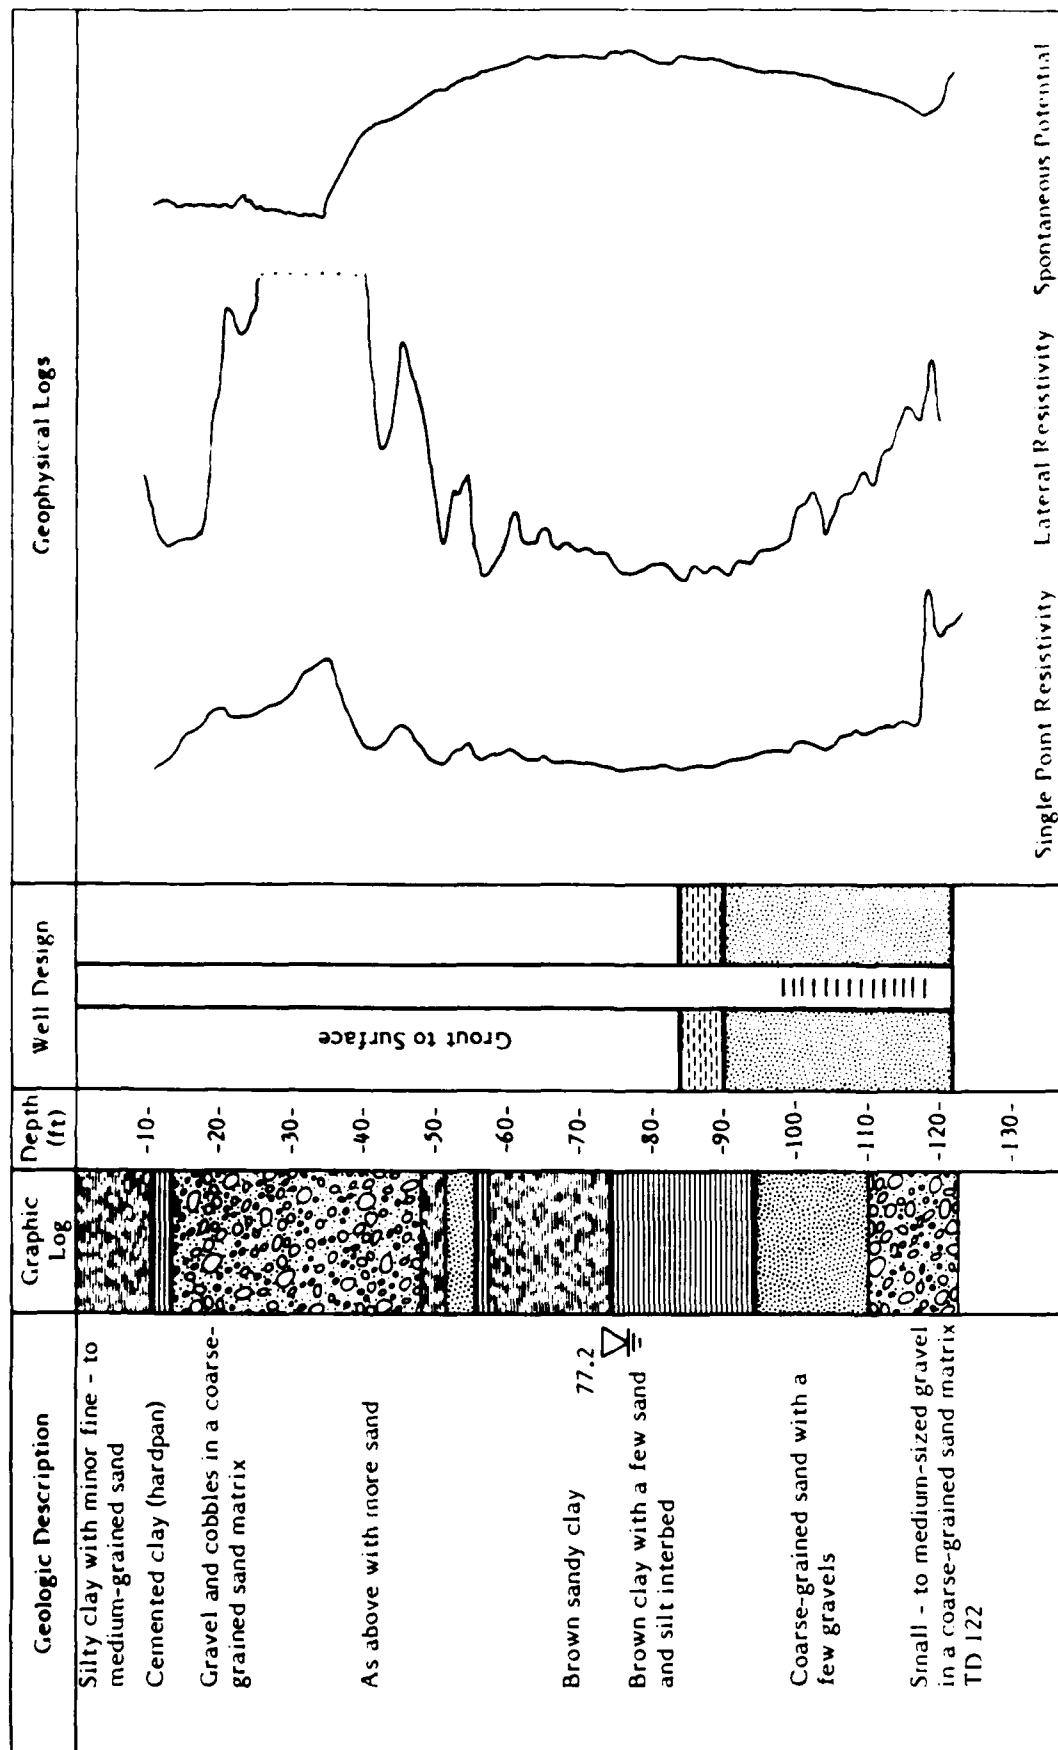 Geologic Description
Graphic
Log
Depth
(ft)
Well Design
Geophysical Logs
Silty clay with minor fine - to
medium-grained sand
Cemented clay (hardpan)
Gravel and cobbles in a coarse-
grained sand matrix
As above with more sand
Brown sandy clay
77.2
Brown clay with a few sand
and silt interbed
Coarse-grained sand with a
few gravels
Small - to medium-sized gravel
in a coarse-grained sand matrix
TD 122
-10-
-20-
-30-
-40-
-50-
-60-
-70-
-80-
-90-
-100-
-110-
-120-
-130-
Grout to Surface
Single Point Resistivity
Lateral Resistivity
Spontaneous Potential